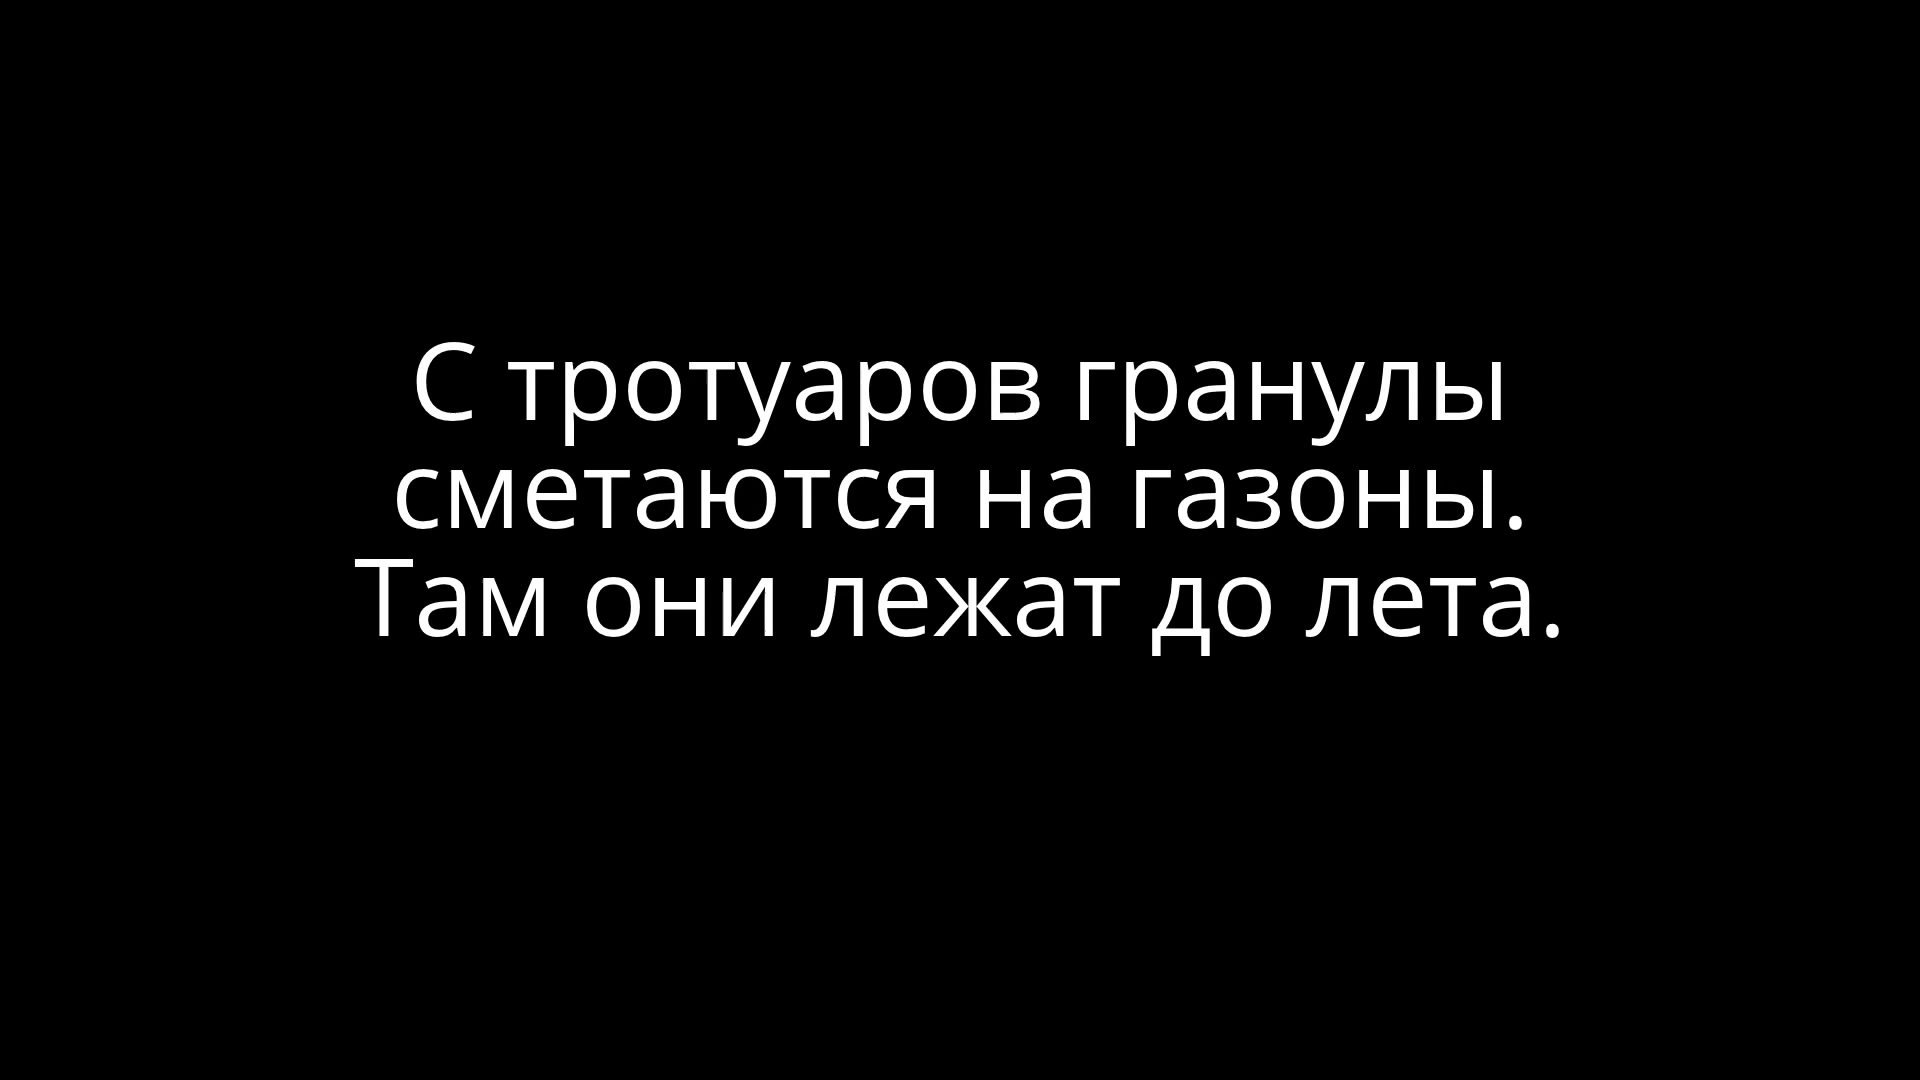 С тротуаров гранулы
сметаются на газоны.
Там они лежат до лета.